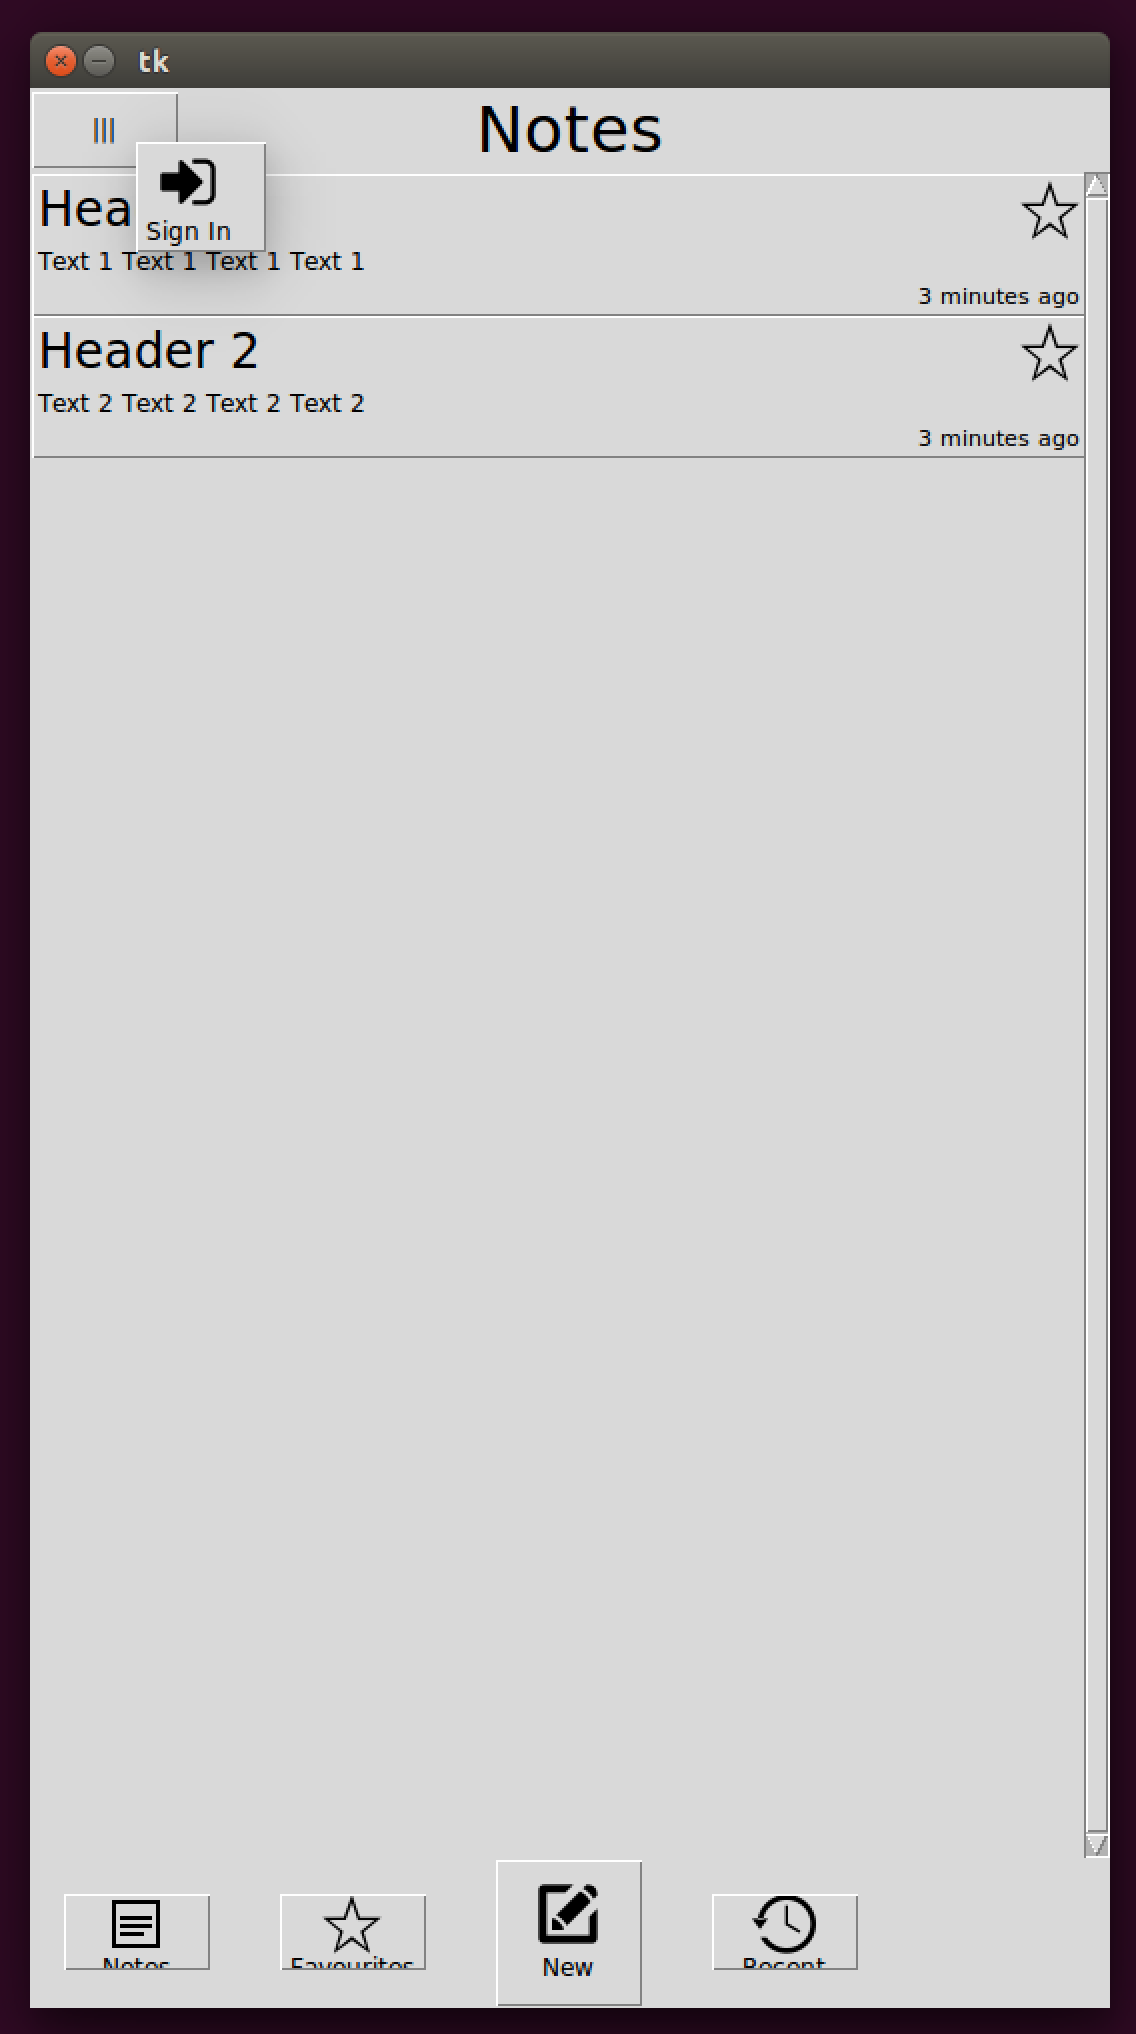 tk
|||
Notes
Sign In
Hea
Text 1 Text 1 Text 1 Text 1
3 minutes ago
Header 2
Text 2 Text 2 Text 2 Text 2
3 minutes ago
Notes
Favourites
New
Recent